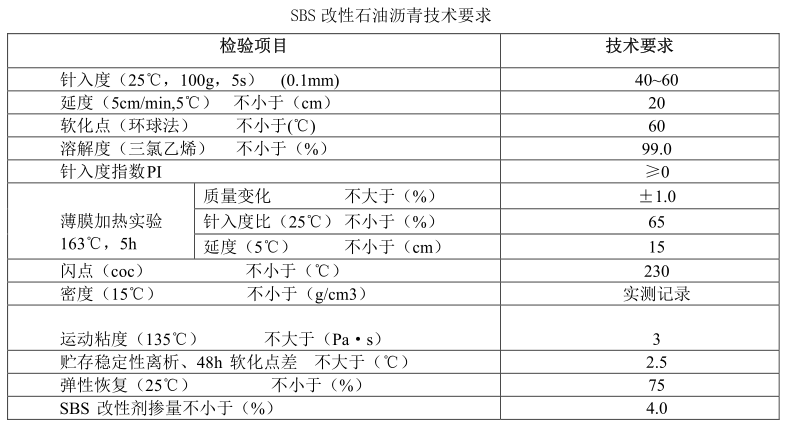 SBS 改性石油沥青技术要求
检验项目 技术要求
针入度（25℃，100g，5s） (0.1mm) 40~60
延度（5cm/min,5℃） 不小于（cm） 20
软化点（环球法） 不小于(℃) 60
溶解度（三氯乙烯） 不小于（%） 99.0
针入度指数PI ≥0
薄膜加热实验
163℃，5h
质量变化 不大于（%） ±1.0
针入度比（25℃）不小于（%） 65
延度（5℃） 不小于（cm） 15
闪点（coc） 不小于（℃） 230
密度（15℃） 不小于（g/cm3） 实测记录
运动粘度（135℃） 不大于（Pa·s） 3
贮存稳定性离析、48h 软化点差 不大于（℃） 2.5
弹性恢复（25℃） 不小于（%） 75
SBS 改性剂掺量不小于（%） 4.0